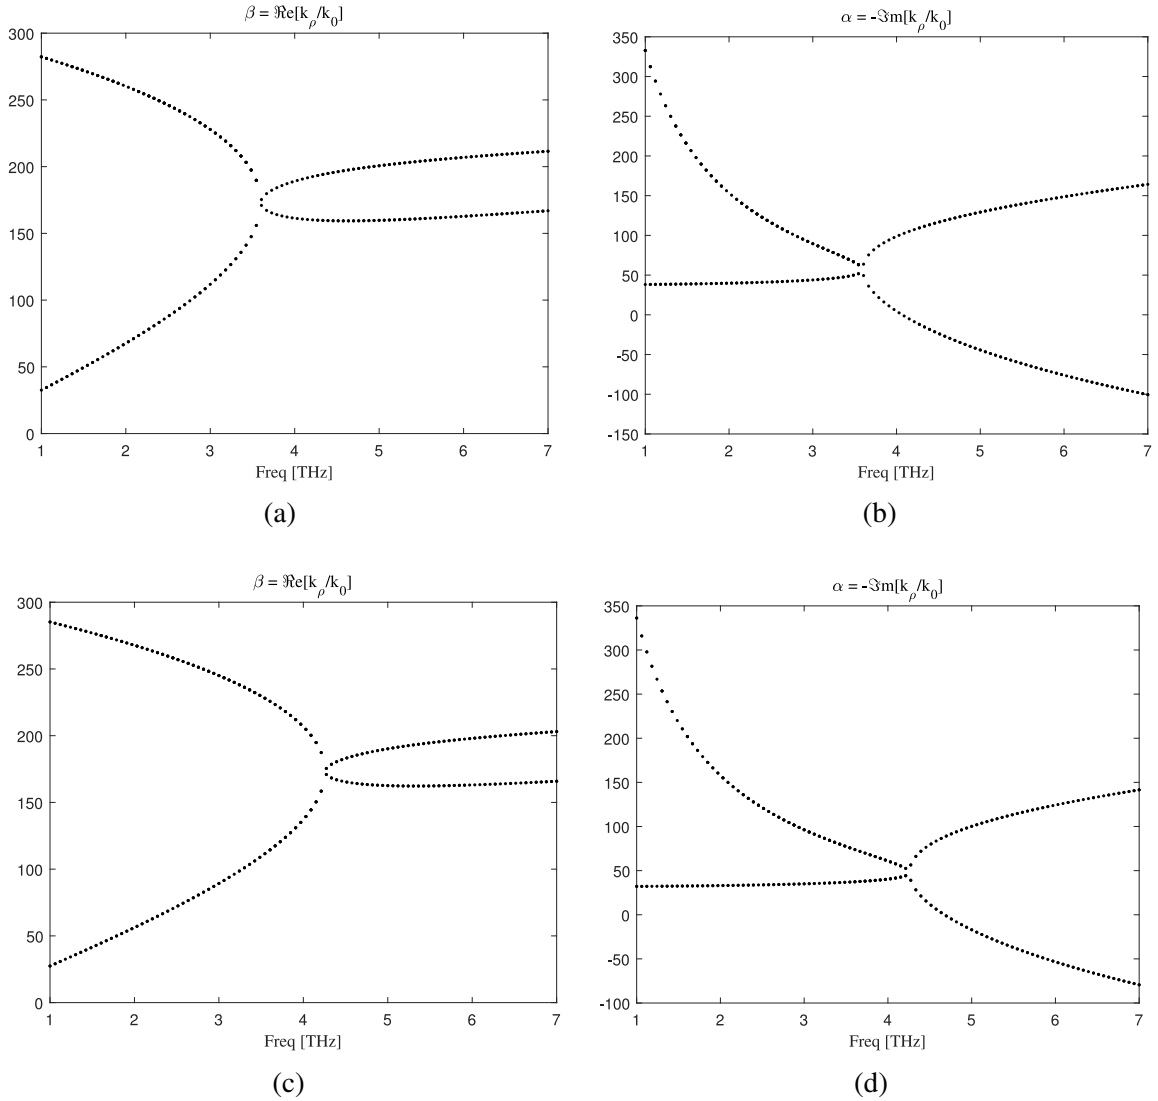 β = ℜe[k_ρ/k_0]
300
250
200
150
100
50
0
1 2 3 4 5 6 7
Freq [THz]
(a)
α = -ℑm[k_ρ/k_0]
350
300
250
200
150
100
50
0
-50
-100
-150
1 2 3 4 5 6 7
Freq [THz]
(b)
β = ℜe[k_ρ/k_0]
300
250
200
150
100
50
0
1 2 3 4 5 6 7
Freq [THz]
(c)
α = -ℑm[k_ρ/k_0]
350
300
250
200
150
100
50
0
-50
-100
1 2 3 4 5 6 7
Freq [THz]
(d)